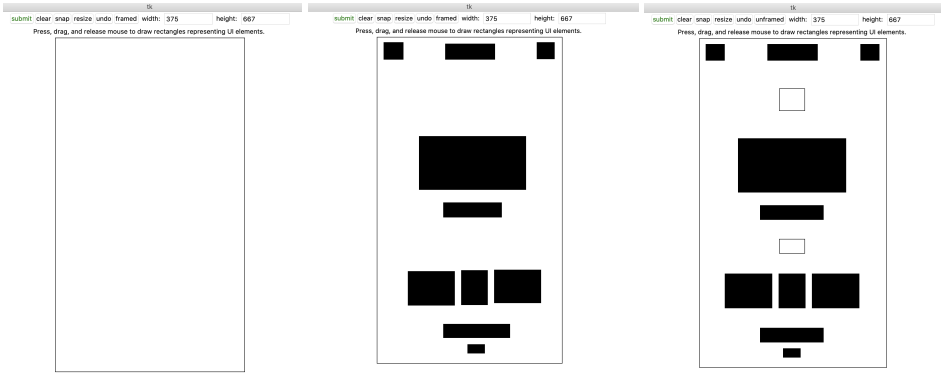 tk
submit clear snap resize undo framed width: 375 height: 667
Press, drag, and release mouse to draw rectangles representing UI elements.
tk
submit clear snap resize undo framed width: 375 height: 667
Press, drag, and release mouse to draw rectangles representing UI elements.
tk
submit clear snap resize undo unframed width: 375 height: 667
Press, drag, and release mouse to draw rectangles representing UI elements.